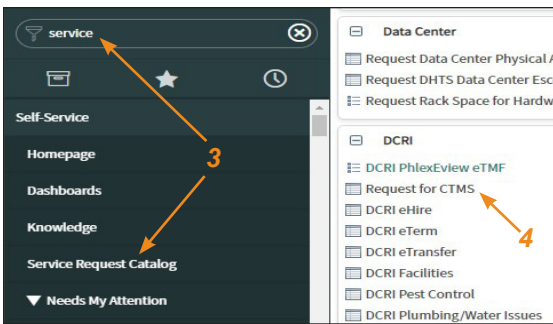 service
Self-Service
Homepage
Dashboards
Knowledge
Service Request Catalog
Needs My Attention
3
Data Center
Request Data Center Physical A
Request DHTS Data Center Esc
Request Rack Space for Hardw
DCRI
DCRI PhlexEview eTMF
Request for CTMS
DCRI eHire
DCRI eTerm
DCRI eTransfer
DCRI Facilities
DCRI Pest Control
DCRI Plumbing/Water Issues
4